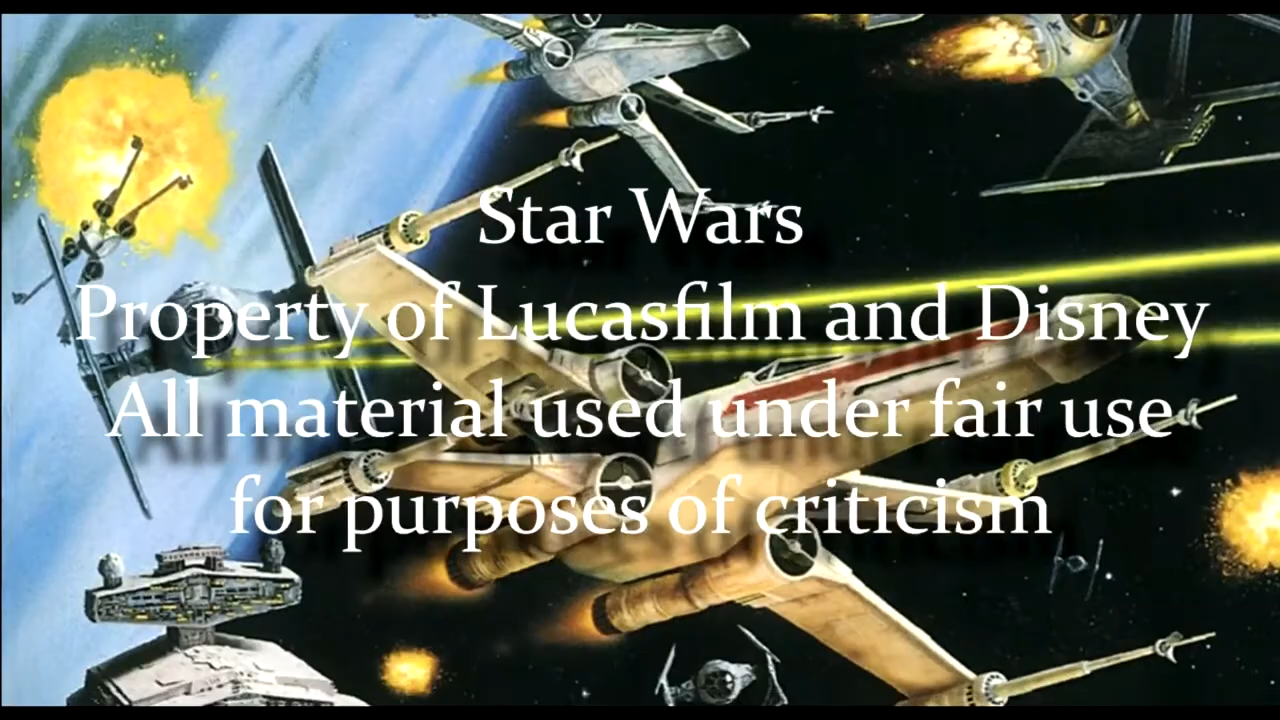 Star Wars
Property of Lucasfilm and Disney
All material used under fair use
for purposes of criticism